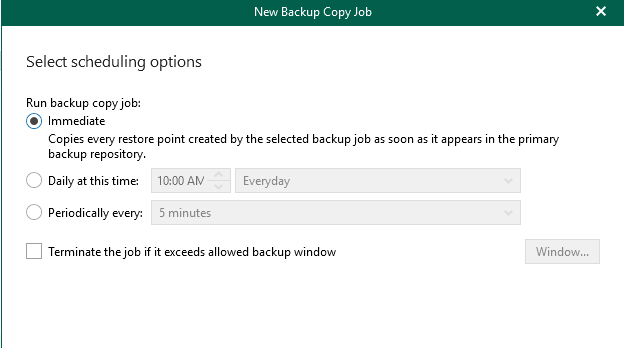 New Backup Copy Job
Select scheduling options
Run backup copy job:
Immediate
Copies every restore point created by the selected backup job as soon as it appears in the primary
backup repository.
Daily at this time: 10:00 AM Everyday
Periodically every: 5 minutes
Terminate the job if it exceeds allowed backup window Window...